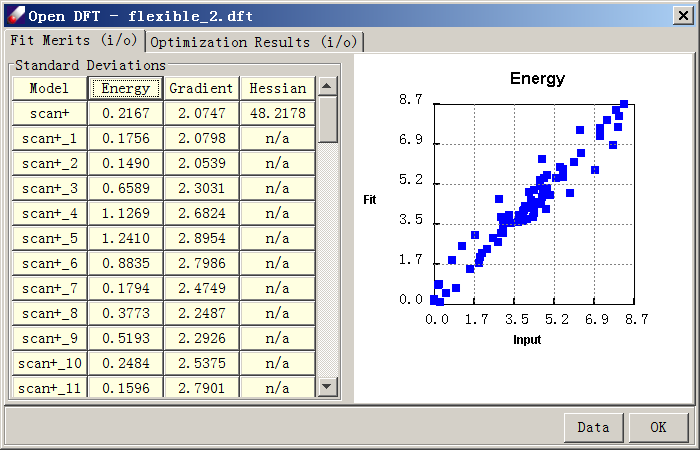 Open DFT - flexible_2.dft
Fit Merits (i/o) Optimization Results (i/o)
Standard Deviations
Model Energy Gradient Hessian
scan+ 0.2167 2.0747 48.2178
scan+_1 0.1756 2.0798 n/a
scan+_2 0.1490 2.0539 n/a
scan+_3 0.6589 2.3031 n/a
scan+_4 1.1269 2.6824 n/a
scan+_5 1.2410 2.8954 n/a
scan+_6 0.8835 2.7986 n/a
scan+_7 0.1794 2.4749 n/a
scan+_8 0.3773 2.2487 n/a
scan+_9 0.5193 2.2926 n/a
scan+_10 0.2484 2.5375 n/a
scan+_11 0.1596 2.7901 n/a
Energy
8.7
6.9
5.2
Fit
3.5
1.7
0.0
0.0 1.7 3.5 5.2 6.9 8.7
Input
Data OK